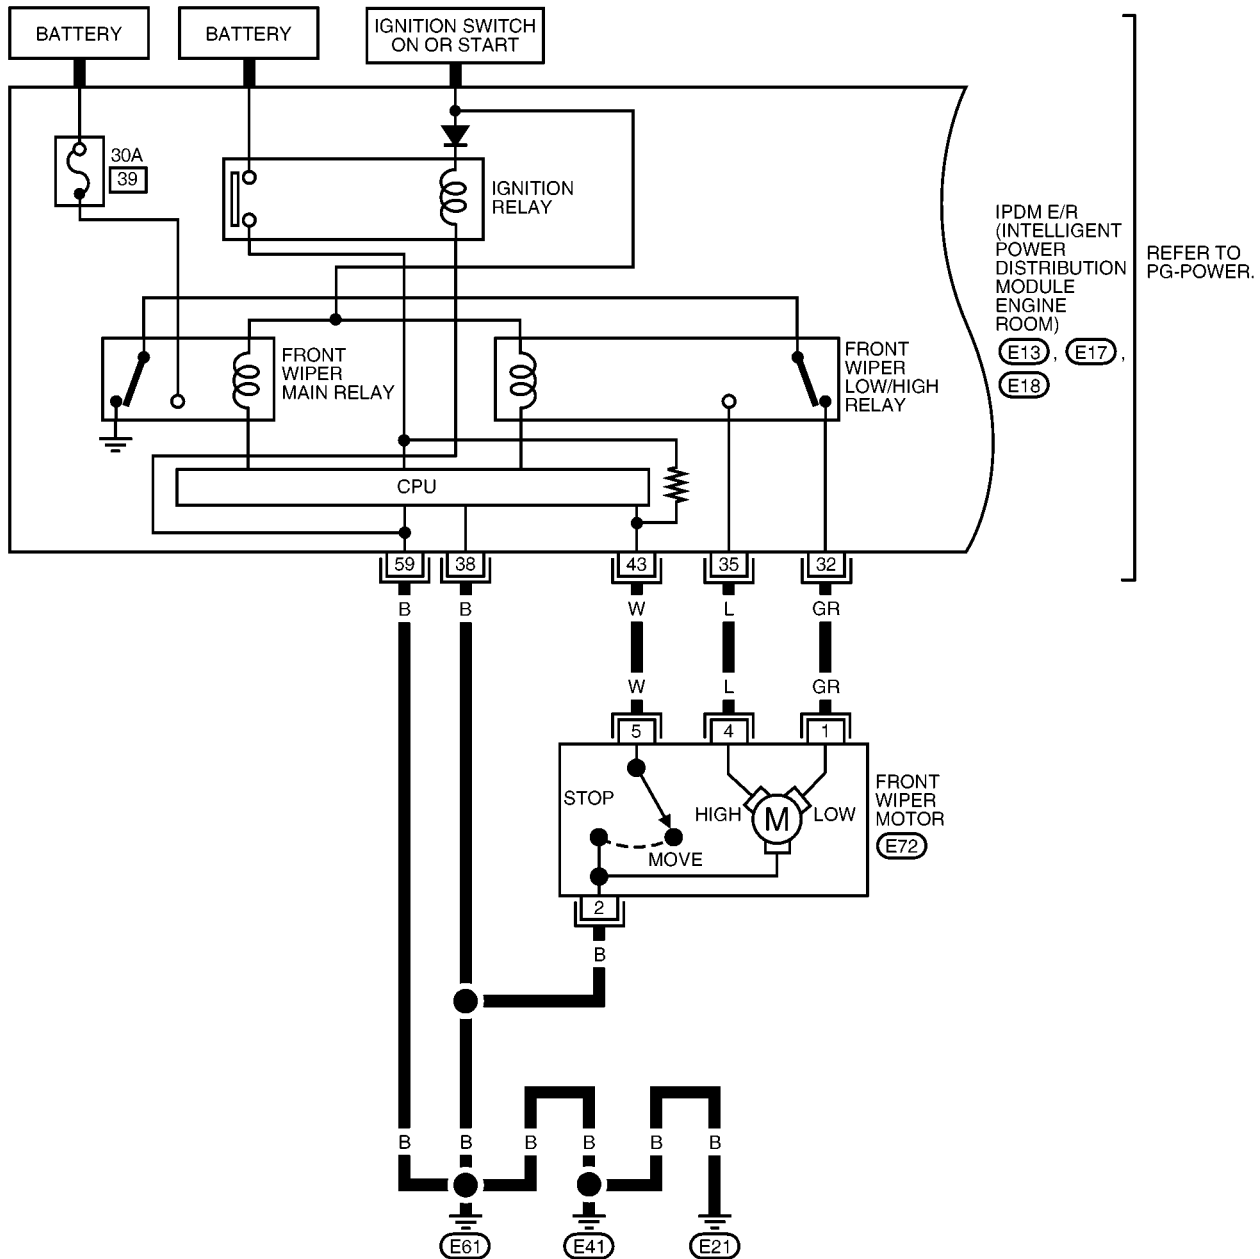 BATTERY
BATTERY
IGNITION SWITCH
ON OR START
30A
39
IGNITION
RELAY
IPDM E/R
(INTELLIGENT
POWER
DISTRIBUTION
MODULE
ENGINE
ROOM)
E13 , E17 ,
E18
REFER TO
PG-POWER.
FRONT
WIPER
MAIN RELAY
FRONT
WIPER
LOW/HIGH
RELAY
CPU
59 38 43 35 32
B B W L GR
W L GR
5 4 1
STOP
MOVE
HIGH M LOW
FRONT
WIPER
MOTOR
E72
2
B
B B B B B B
E61 E41 E21